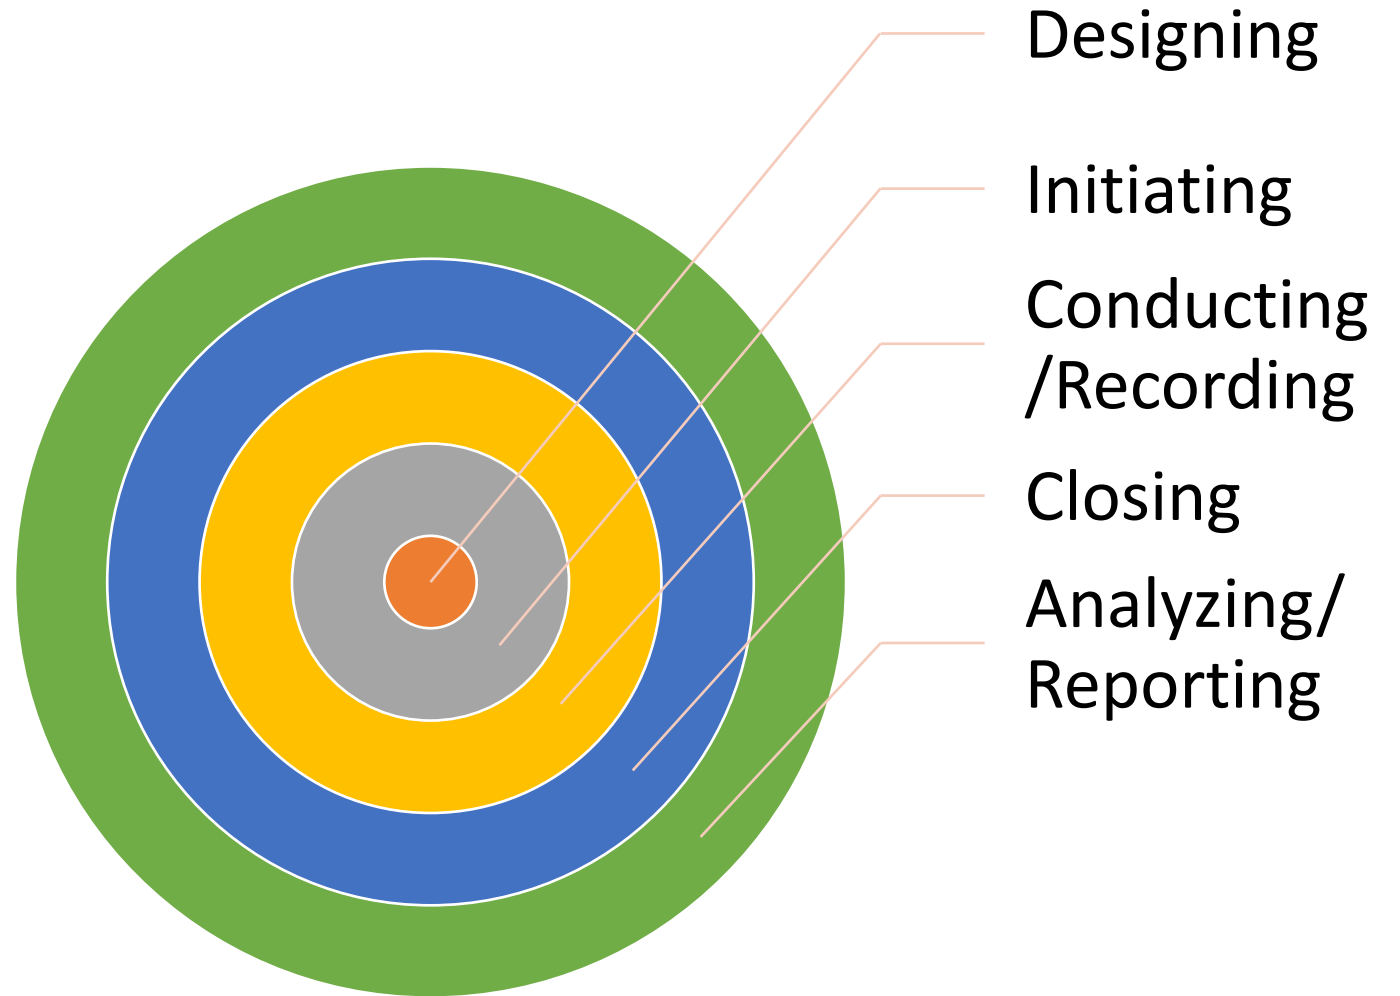 Designing
Initiating
Conducting
/Recording
Closing
Analyzing/
Reporting